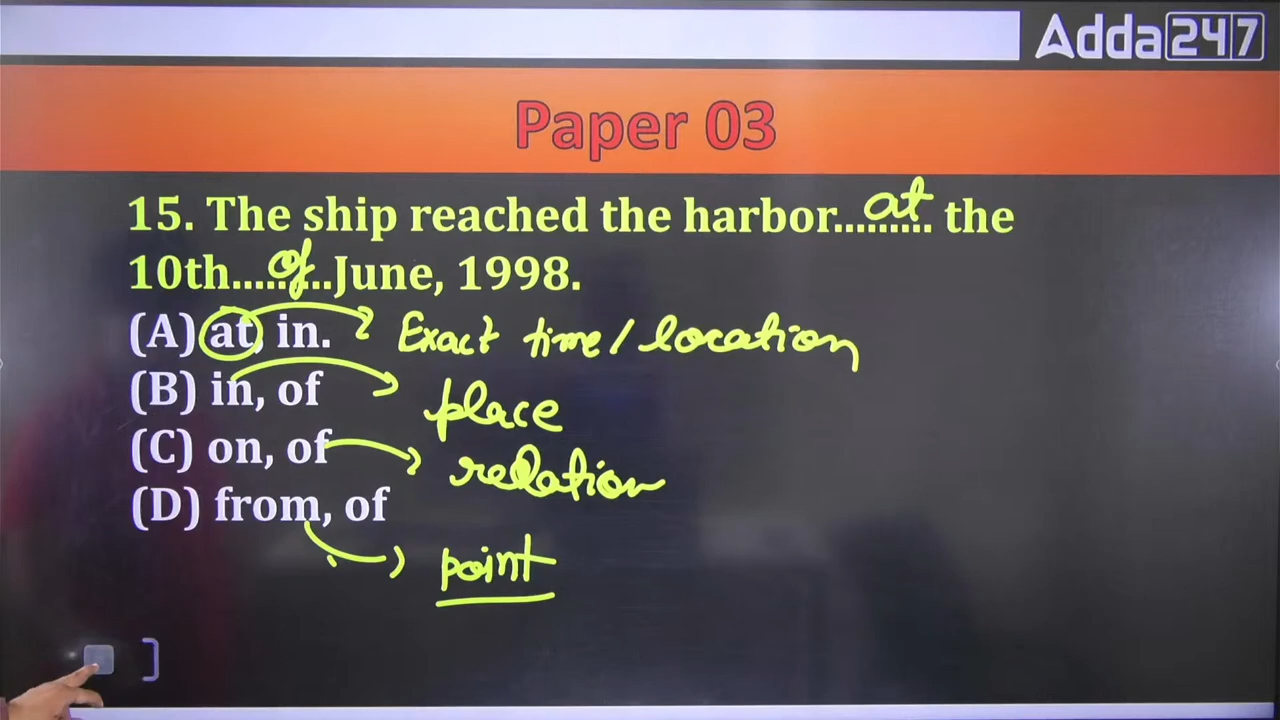 Adda247
Paper 03
15. The ship reached the harbor..........at the
10th.....of..June, 1998.
(A) at, in. Exact time / location
(B) in, of place
(C) on, of relation
(D) from, of point